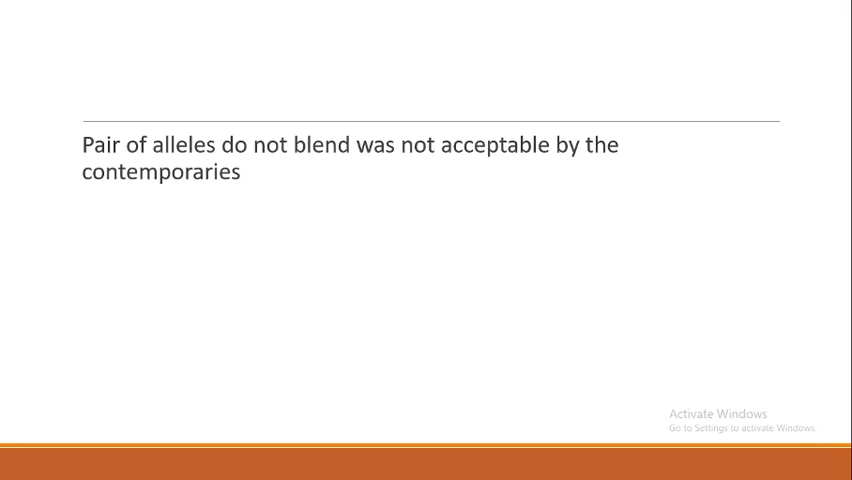 Pair of alleles do not blend was not acceptable by the
contemporaries
Activate Windows
Go to Settings to activate Windows.